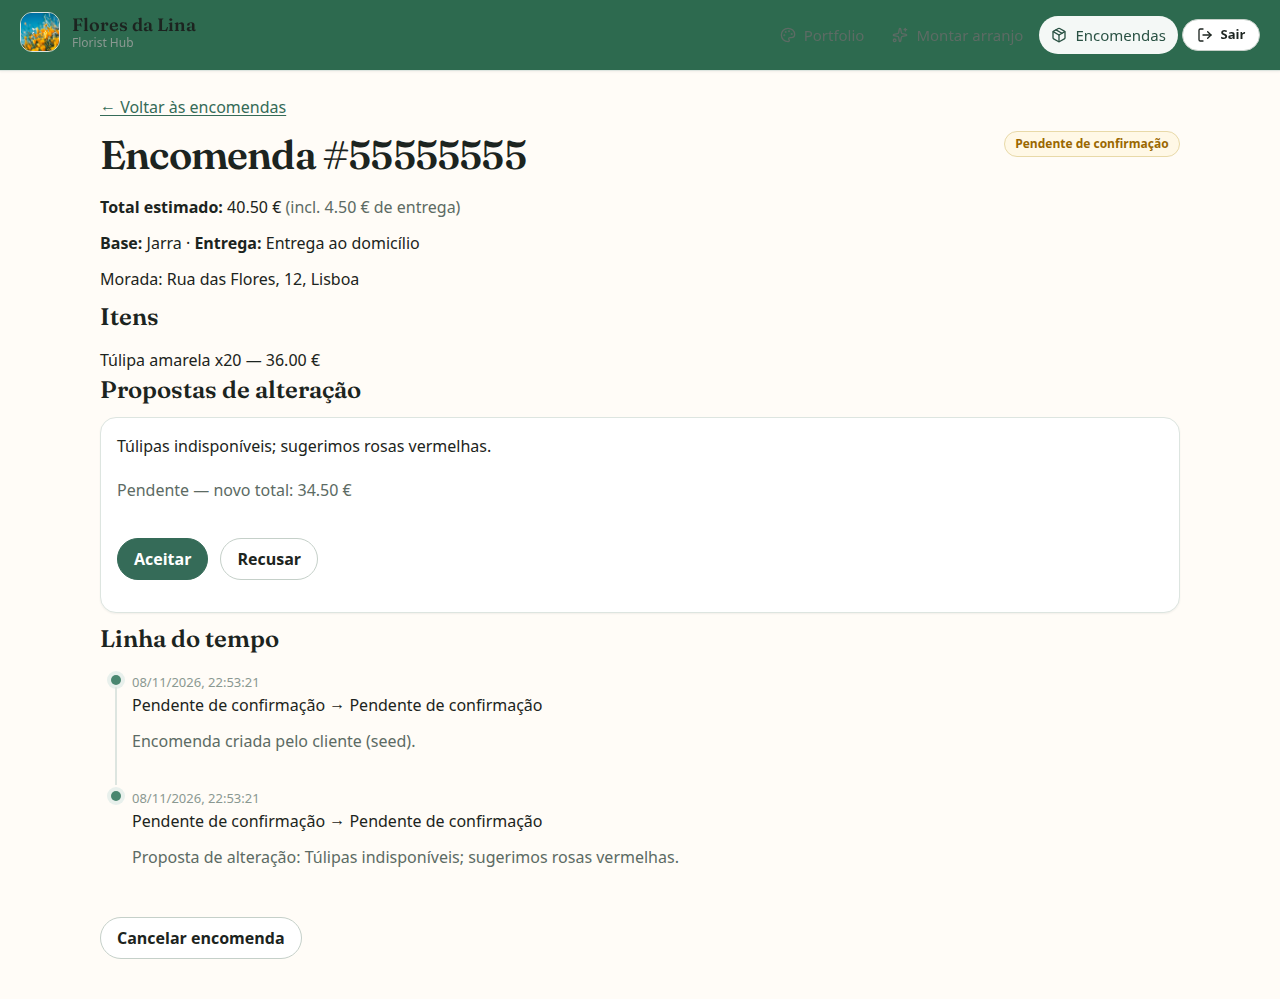 Flores da Lina
Florist Hub
Portfolio
Montar arranjo
Encomendas
Sair
← Voltar às encomendas
Encomenda #55555555
Pendente de confirmação
Total estimado: 40.50 € (incl. 4.50 € de entrega)
Base: Jarra · Entrega: Entrega ao domicílio
Morada: Rua das Flores, 12, Lisboa
Itens
Túlipa amarela x20 — 36.00 €
Propostas de alteração
Túlipas indisponíveis; sugerimos rosas vermelhas.
Pendente — novo total: 34.50 €
Aceitar
Recusar
Linha do tempo
08/11/2026, 22:53:21
Pendente de confirmação → Pendente de confirmação
Encomenda criada pelo cliente (seed).
08/11/2026, 22:53:21
Pendente de confirmação → Pendente de confirmação
Proposta de alteração: Túlipas indisponíveis; sugerimos rosas vermelhas.
Cancelar encomenda